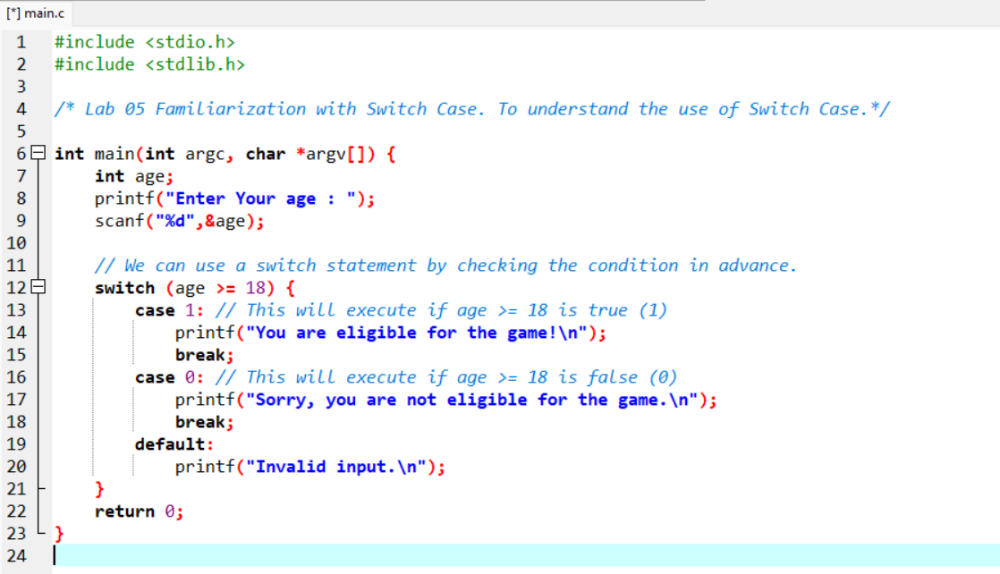 [*] main.c
1 #include <stdio.h>
2 #include <stdlib.h>
3
4 /* Lab 05 Familiarization with Switch Case. To understand the use of Switch Case.*/
5
6 int main(int argc, char *argv[]) {
7     int age;
8     printf("Enter Your age : ");
9     scanf("%d",&age);
10
11     // We can use a switch statement by checking the condition in advance.
12     switch (age >= 18) {
13         case 1: // This will execute if age >= 18 is true (1)
14             printf("You are eligible for the game!\n");
15             break;
16         case 0: // This will execute if age >= 18 is false (0)
17             printf("Sorry, you are not eligible for the game.\n");
18             break;
19         default:
20             printf("Invalid input.\n");
21     }
22     return 0;
23 }
24